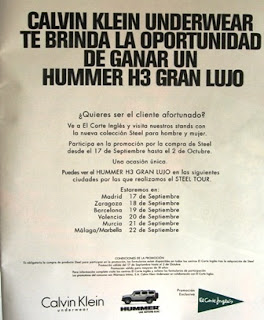 CALVIN KLEIN UNDERWEAR
TE BRINDA LA OPORTUNIDAD
DE GANAR UN
HUMMER H3 GRAN LUJO
¿Quieres ser el cliente afortunado?
Ve a El Corte Inglés y visita nuestros stands con
la nueva colección Steel para hombre y mujer.
Participa en la promoción por la compra de Steel
desde el 17 de Septiembre hasta el 2 de Octubre.
Una ocasión única.
Puedes ver el HUMMER H3 GRAN LUJO en las siguientes
ciudades por las que realizamos el STEEL TOUR.
Estaremos en:
Madrid 17 de Septiembre
Zaragoza 18 de Septiembre
Barcelona 19 de Septiembre
Valencia 20 de Septiembre
Murcia 21 de Septiembre
Málaga/Marbella 22 de Septiembre
CONDICIONES DE LA PROMOCIÓN
Calvin Klein
underwear
HUMMER
Promoción
Exclusiva
El Corte Inglés